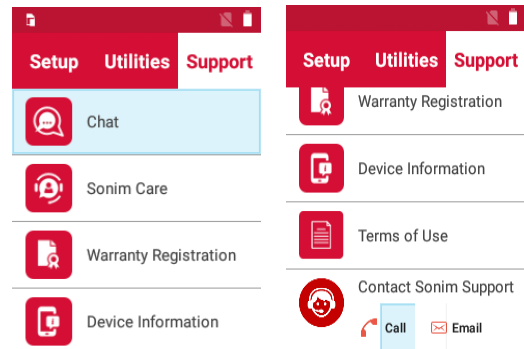 Setup Utilities Support
Chat
Sonim Care
Warranty Registration
Device Information
Setup Utilities Support
Warranty Registration
Device Information
Terms of Use
Contact Sonim Support
Call Email